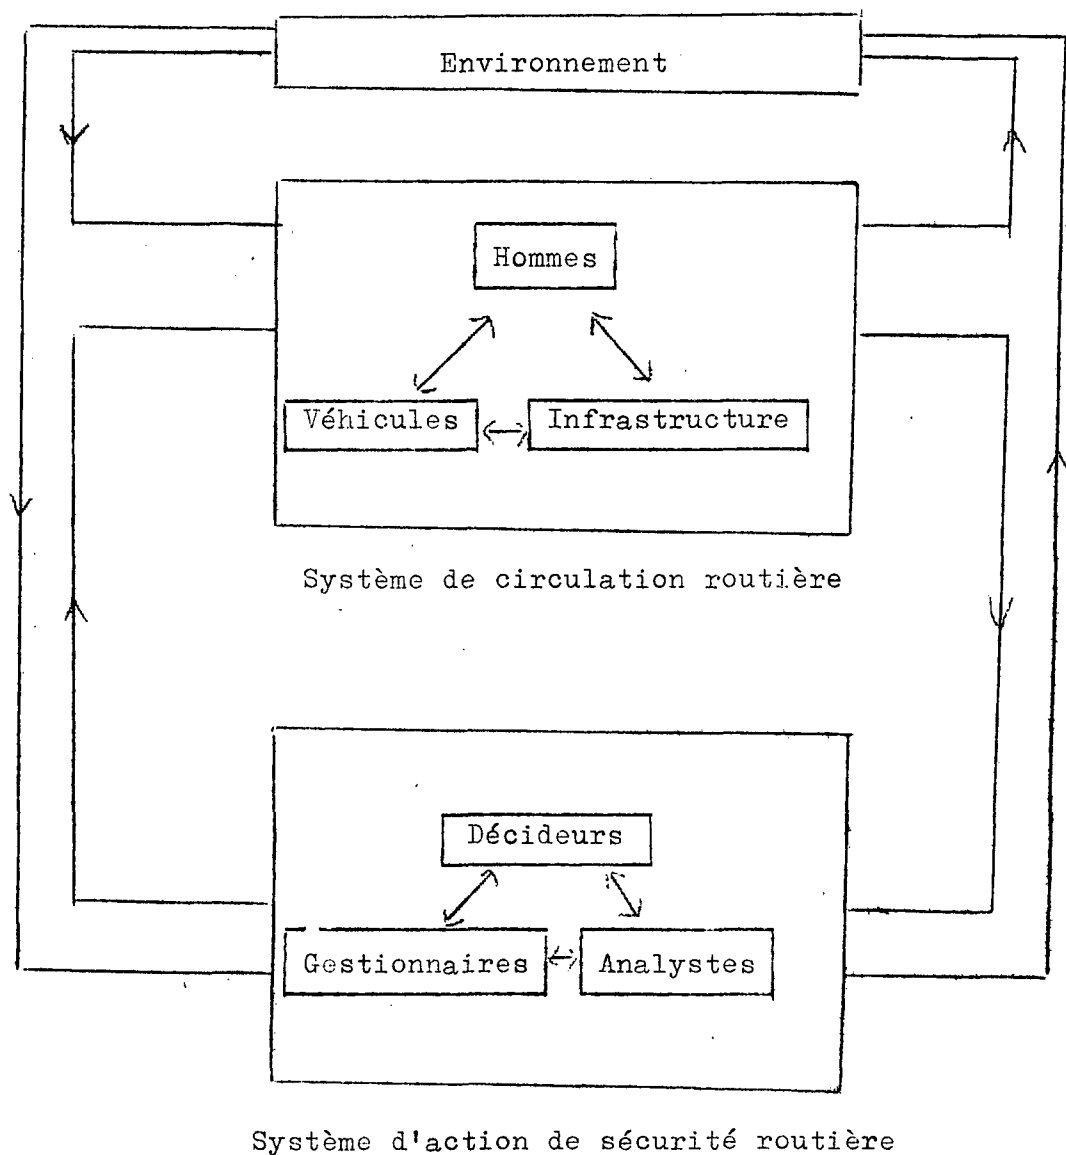 Environnement
Hommes
Véhicules
Infrastructure
Système de circulation routière
Décideurs
Gestionnaires
Analystes
Système d'action de sécurité routière